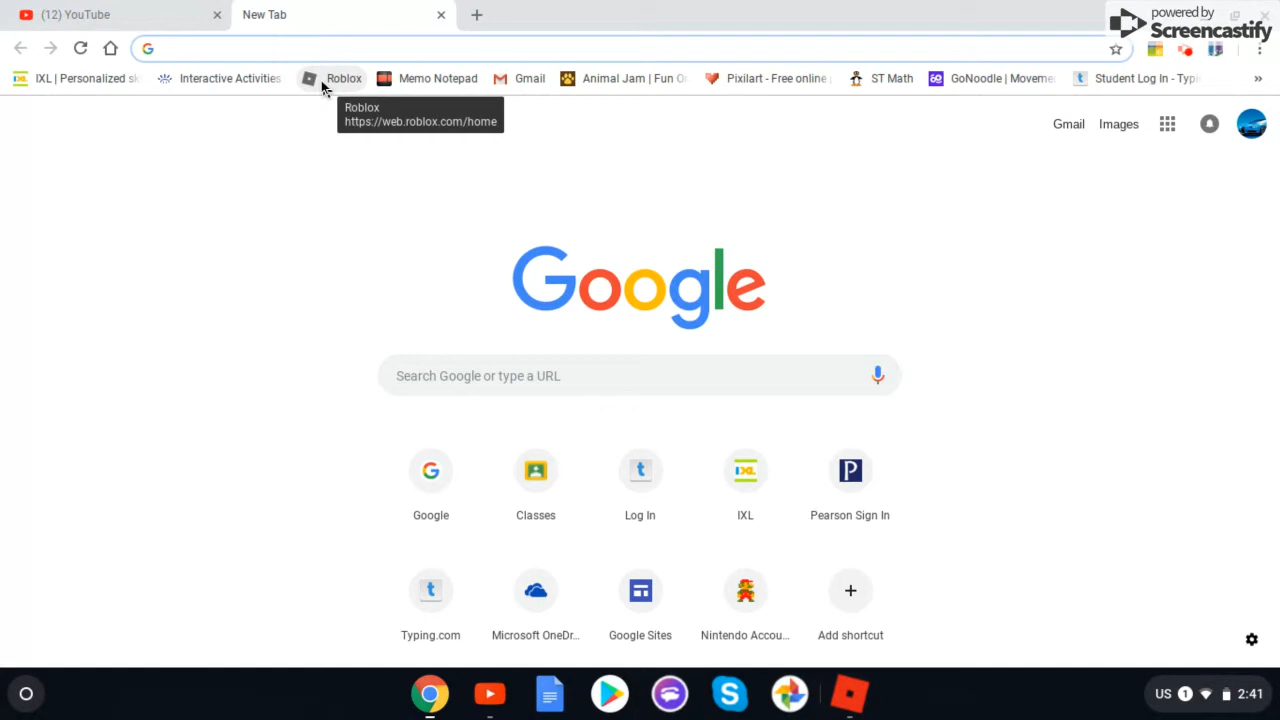 (12) YouTube
New Tab
powered by
Screencastify
IXL | Personalized sk
Interactive Activities
Roblox
Memo Notepad
Gmail
Animal Jam | Fun O
Pixilart - Free online
ST Math
GoNoodle | Moveme
Student Log In - Typi
»
Roblox
https://web.roblox.com/home
Gmail
Images
Google
Search Google or type a URL
Google
Classes
Log In
IXL
Pearson Sign In
Typing.com
Microsoft OneDr...
Google Sites
Nintendo Accou...
Add shortcut
US
1
2:41